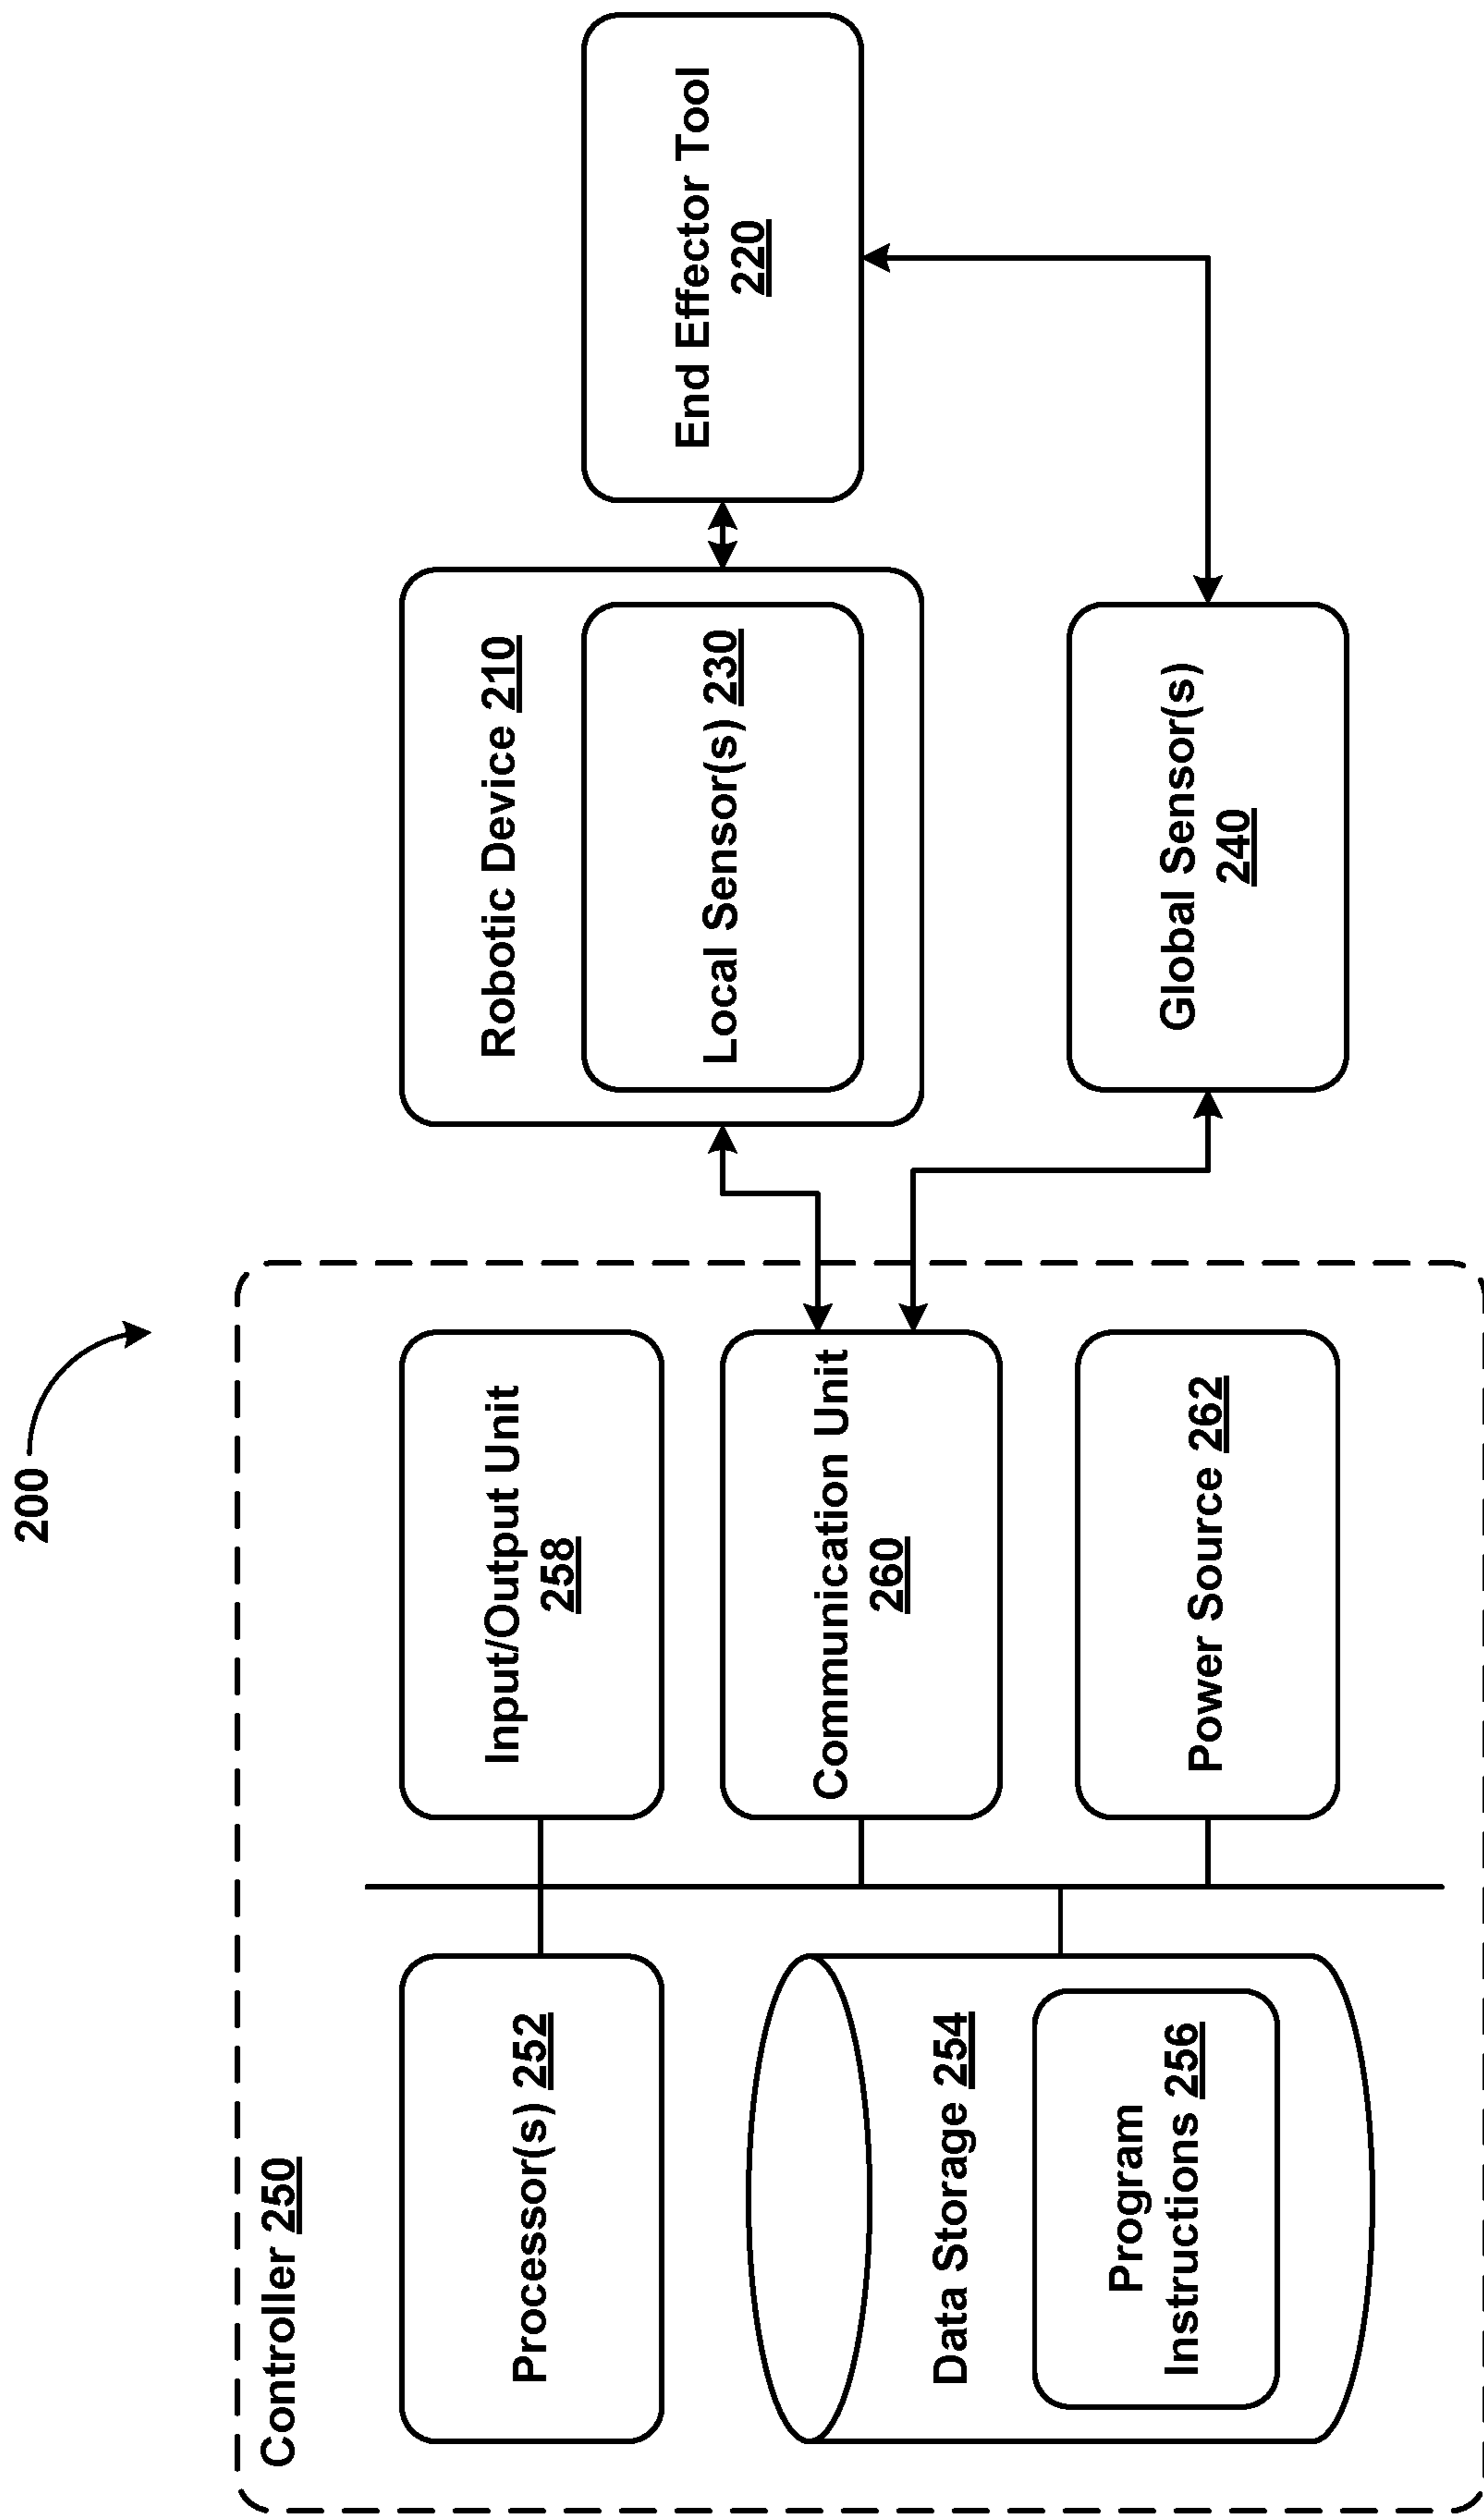 200
Controller 250
Processor(s) 252
Data Storage 254
Program
Instructions 256
Input/Output Unit
258
Communication Unit
260
Power Source 262
Robotic Device 210
Local Sensor(s) 230
Global Sensor(s)
240
End Effector Tool
220